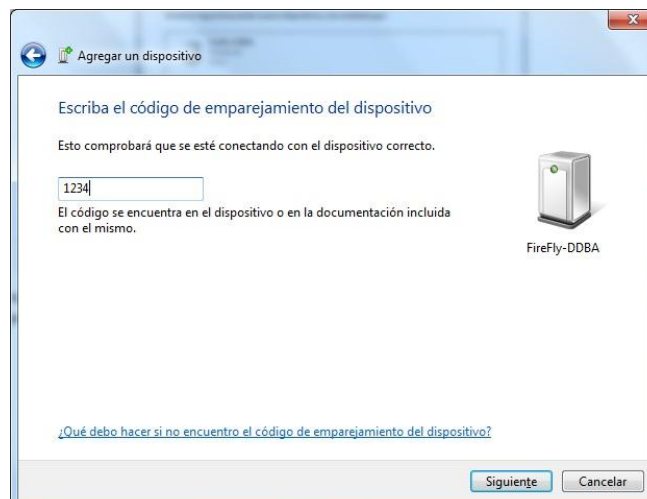 Agregar un dispositivo
Escriba el código de emparejamiento del dispositivo
Esto comprobará que se esté conectando con el dispositivo correcto.
1234
El código se encuentra en el dispositivo o en la documentación incluida
con el mismo.
FireFly-DDBA
¿Qué debo hacer si no encuentro el código de emparejamiento del dispositivo?
Siguiente
Cancelar